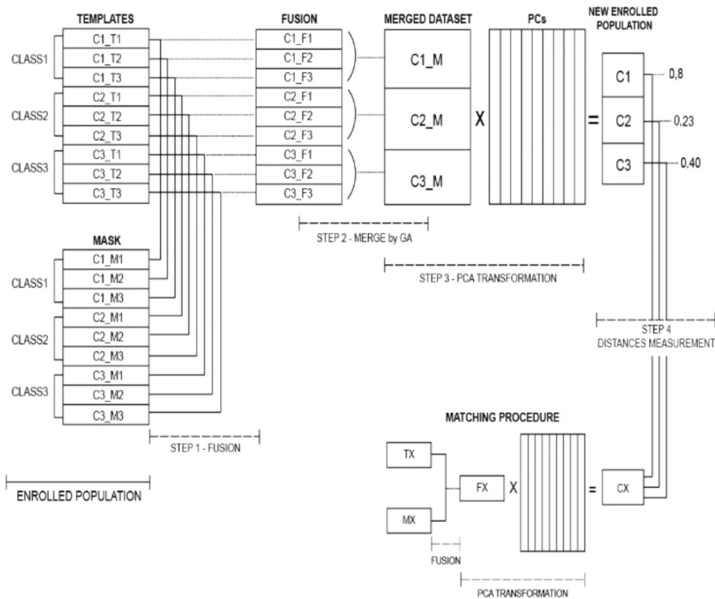 TEMPLATES
CLASS1
C1_T1
C1_T2
C1_T3
CLASS2
C2_T1
C2_T2
C2_T3
CLASS3
C3_T1
C3_T2
C3_T3
MASK
CLASS1
C1_M1
C1_M2
C1_M3
CLASS2
C2_M1
C2_M2
C2_M3
CLASS3
C3_M1
C3_M2
C3_M3
STEP 1 - FUSION
ENROLLED POPULATION
FUSION
C1_F1
C1_F2
C1_F3
C2_F1
C2_F2
C2_F3
C3_F1
C3_F2
C3_F3
STEP 2 - MERGE by GA
MERGED DATASET
C1_M
C2_M
C3_M
X
PCs
=
STEP 3 - PCA TRANSFORMATION
NEW ENROLLED
POPULATION
C1
C2
C3
0,8
0,23
0,40
STEP 4
DISTANCES MEASUREMENT
MATCHING PROCEDURE
TX
MX
FX
X
=
CX
FUSION
PCA TRANSFORMATION